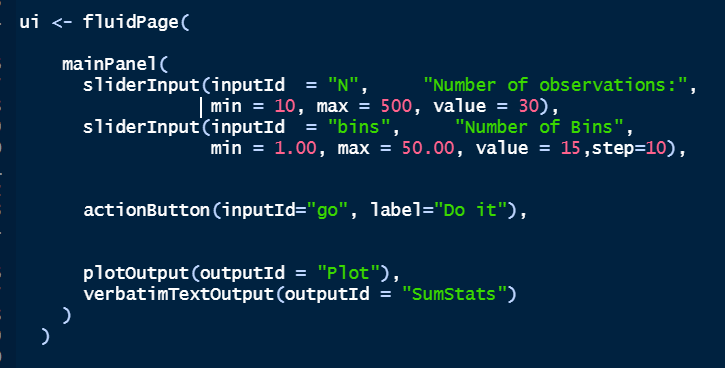 ui <- fluidPage(
mainPanel(
sliderInput(inputId  = "N",     "Number of observations:",
min = 10, max = 500, value = 30),
sliderInput(inputId  = "bins",     "Number of Bins",
min = 1.00, max = 50.00, value = 15,step=10),
actionButton(inputId="go", label="Do it"),
plotOutput(outputId = "Plot"),
verbatimTextOutput(outputId = "SumStats")
)
)